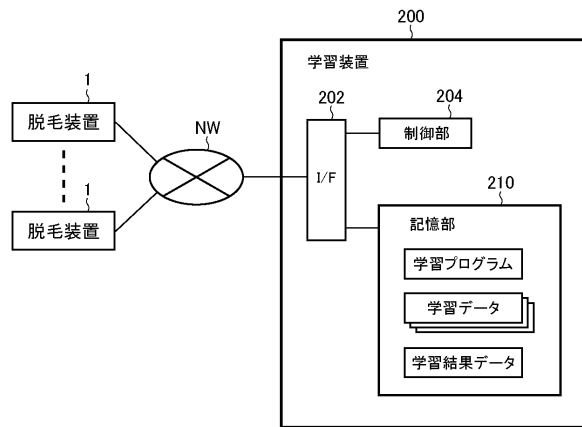 200
学習装置
1
脱毛装置
NW
202
I/F
204
制御部
1
脱毛装置
210
記憶部
学習プログラム
学習データ
学習結果データ